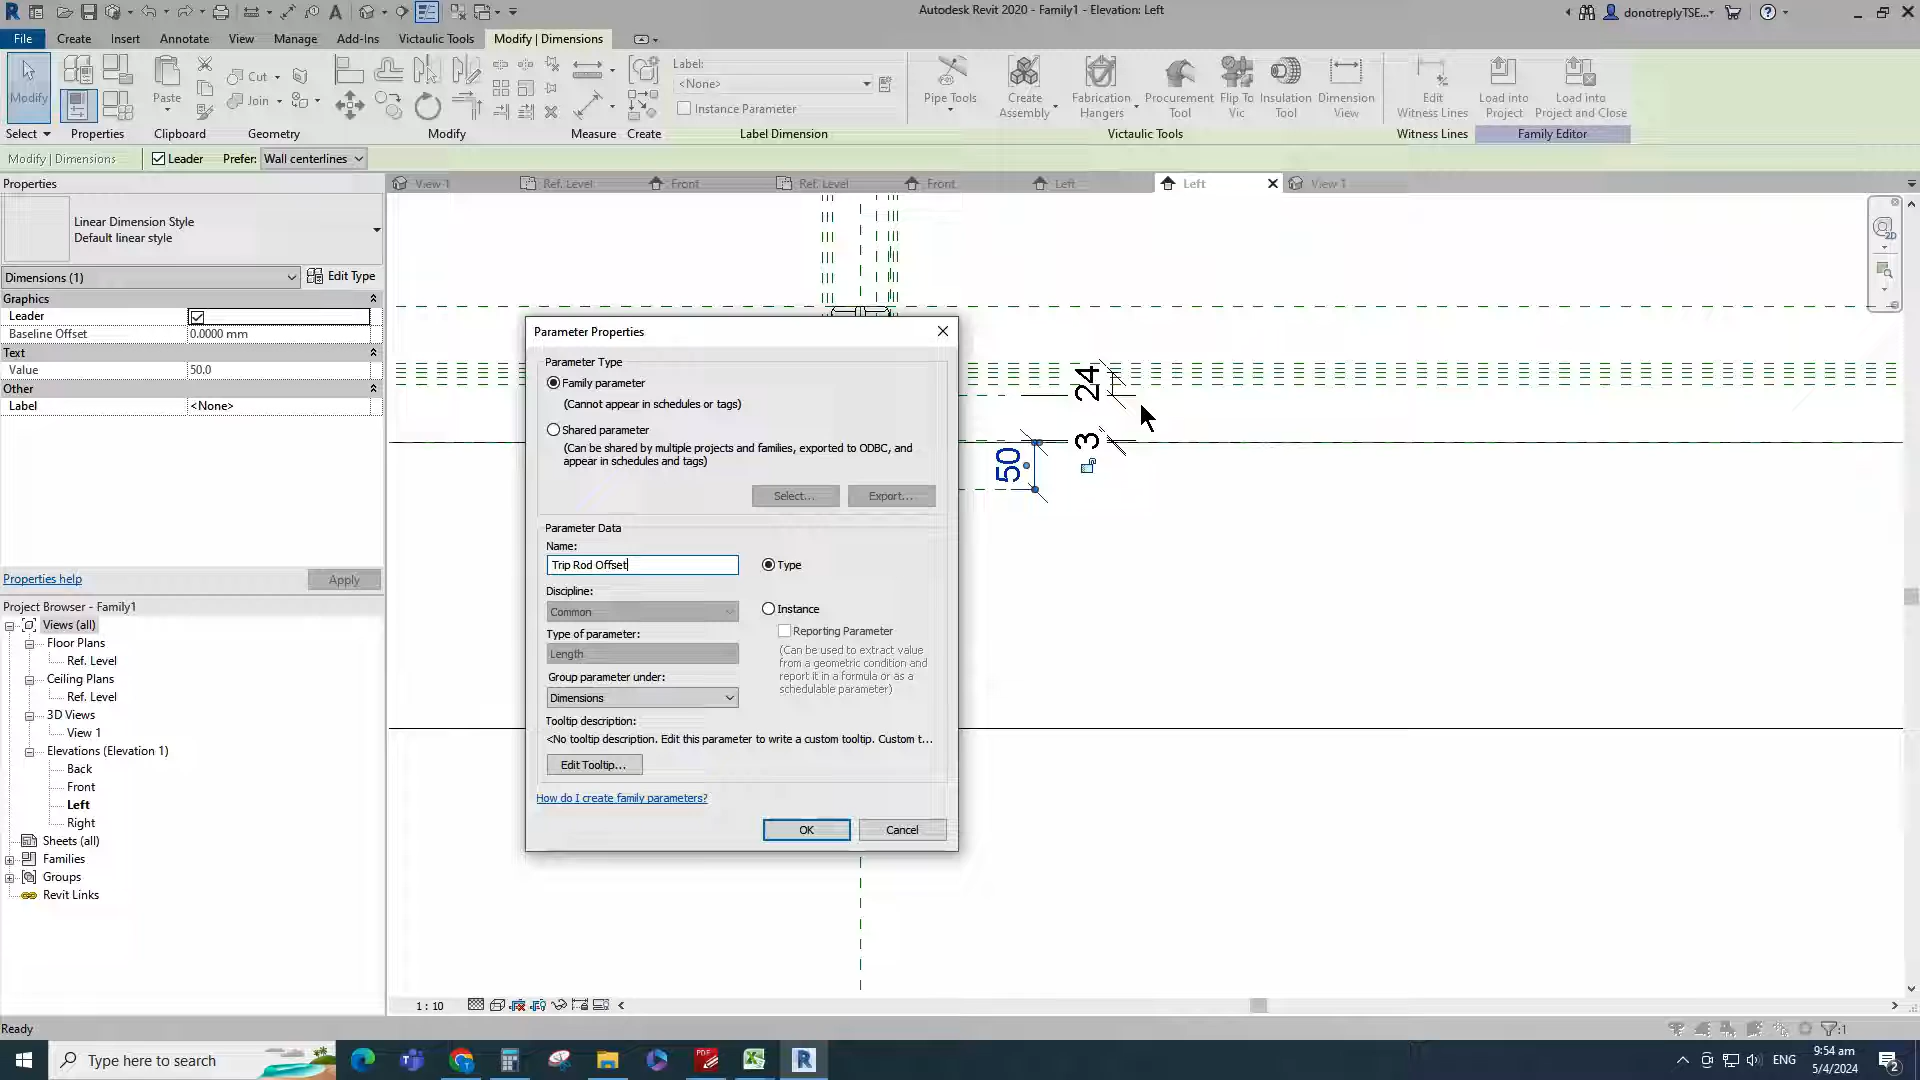 Autodesk Revit 2020 - Family1 - Elevation: Left
donotreplyTSE...
File Create Insert Annotate View Manage Add-Ins Victaulic Tools Modify | Dimensions
Modify
Paste
Cut
Join
Label:
<None>
Instance Parameter
Pipe Tools
Create Assembly
Fabrication Hangers
Procurement Tool
Flip To Vic
Insulation Tool
Dimension View
Edit Witness Lines
Load into Project
Load into Project and Close
Select Properties Clipboard Geometry Modify Measure Create Label Dimension Victaulic Tools Witness Lines Family Editor
Modify | Dimensions Leader Prefer: Wall centerlines
Properties
View 1 Ref. Level Front Ref. Level Front Left Left View 1
Linear Dimension Style
Default linear style
Dimensions (1) Edit Type
Graphics
Leader
Baseline Offset 0.0000 mm
Text
Value 50.0
Other
Label <None>
Properties help Apply
Project Browser - Family1
Views (all)
Floor Plans
Ref. Level
Ceiling Plans
Ref. Level
3D Views
View 1
Elevations (Elevation 1)
Back
Front
Left
Right
Sheets (all)
Families
Groups
Revit Links
Parameter Properties
Parameter Type
Family parameter
(Cannot appear in schedules or tags)
Shared parameter
(Can be shared by multiple projects and families, exported to ODBC, and
appear in schedules and tags)
Select... Export...
Parameter Data
Name:
Trip Rod Offset
Type
Discipline:
Common
Instance
Type of parameter:
Reporting Parameter
Length
(Can be used to extract value
from a geometric condition and
report it in a formula or as a
schedulable parameter)
Group parameter under:
Dimensions
Tooltip description:
<No tooltip description. Edit this parameter to write a custom tooltip. Custom t...
Edit Tooltip...
How do I create family parameters?
OK Cancel
24
3
50
2D
1 : 10
Ready
:1
Type here to search
ENG
9:54 am
5/4/2024
2